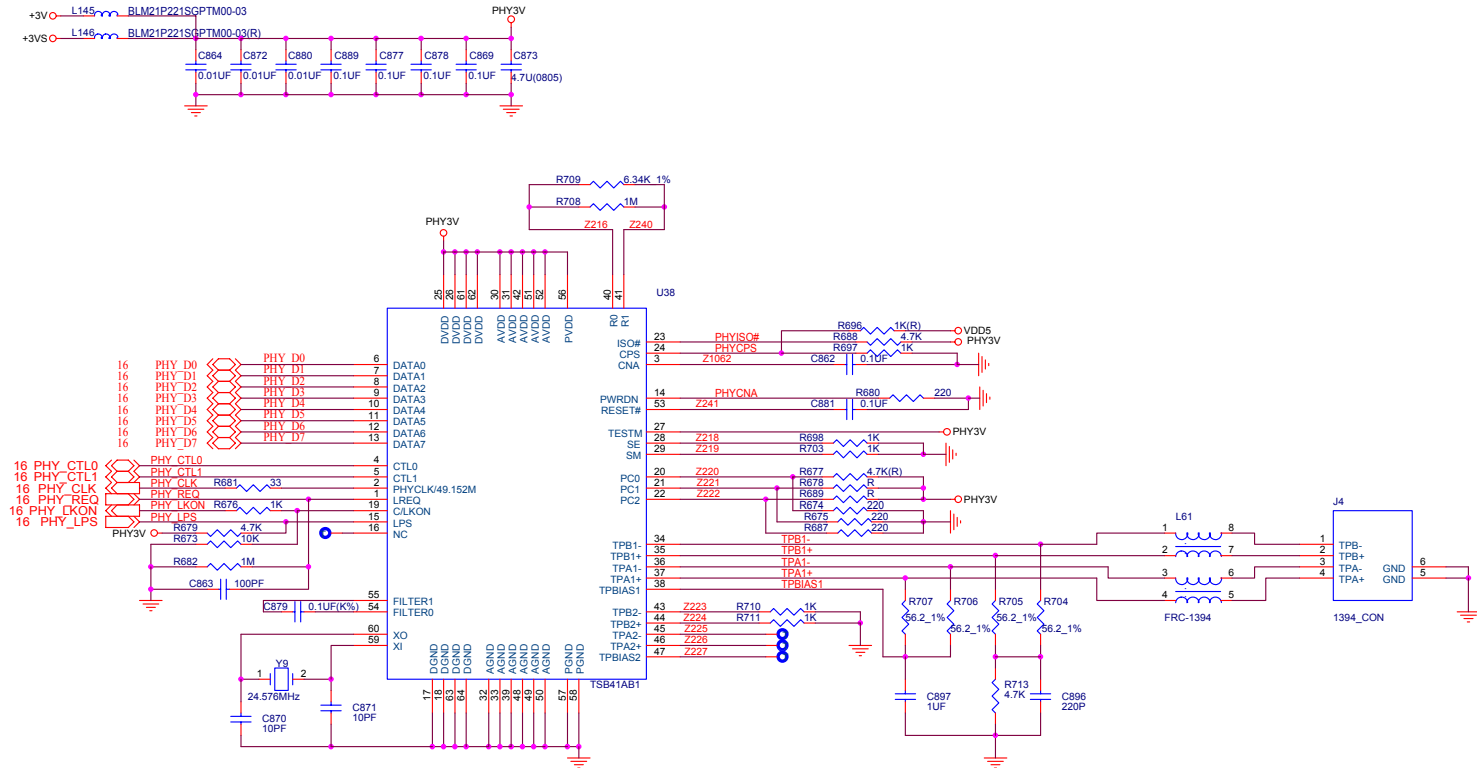 +3V L145 BLM21P221SGPTM00-03 PHY3V
+3VS L146 BLM21P221SGPTM00-03(R)
C864 C872 C880 C889 C877 C878 C869 C873
0.01UF 0.01UF 0.01UF 0.1UF 0.1UF 0.1UF 0.1UF 4.7U(0805)
R709 6.34K_1%
R708 1M
Z216 Z240
PHY3V
25 26 61 62 30 31 42 51 52 56 40 41
U38
DVDD DVDD DVDD DVDD AVDD AVDD AVDD AVDD AVDD PVDD R0 R1
R696 1K(R) VDD5
23 PHYISO# R688 4.7K PHY3V
ISO#
24 PHYCPS R697 1K
CPS
3 Z1062 C862 0.1UF
CNA
14 PHYCNA R680 220
PWRDN
53 Z241 C881 0.1UF
RESET#
27 PHY3V
TESTM
28 Z218 R698 1K
SE
29 Z219 R703 1K
SM
20 Z220 R677 4.7K(R)
PC0
21 Z221 R678 R
PC1
22 Z222 R689 R PHY3V
PC2
R674 220
R675 220
R687 220
16 PHY_D0 PHY_D0 6 DATA0
16 PHY_D1 PHY_D1 7 DATA1
16 PHY_D2 PHY_D2 8 DATA2
16 PHY_D3 PHY_D3 9 DATA3
16 PHY_D4 PHY_D4 10 DATA4
16 PHY_D5 PHY_D5 11 DATA5
16 PHY_D6 PHY_D6 12 DATA6
16 PHY_D7 PHY_D7 13 DATA7
16 PHY_CTL0 PHY_CTL0 4 CTL0
16 PHY_CTL1 PHY_CTL1 5 CTL1
16 PHY_CLK PHY_CLK R681 33 2 PHYCLK/49.152M
16 PHY_REQ PHY_REQ 1 LREQ
16 PHY_LKON PHY_LKON R676 1K 19 C/LKON
16 PHY_LPS PHY_LPS 15 LPS
PHY3V R679 4.7K 16 NC
R673 10K
R682 1M
C863 100PF
C879 0.1UF(K%) 55 FILTER1
54 FILTER0
60 XO
59 XI
1 Y9 2
24.576MHz
C870
10PF
C871
10PF
34 TPB1-
TPB1-
35 TPB1+
TPB1+
36 TPA1-
TPA1-
37 TPA1+
TPA1+
38 TPBIAS1
TPBIAS1
43 Z223 R710 1K
TPB2-
44 Z224 R711 1K
TPB2+
45 Z225
TPA2-
46 Z226
TPA2+
47 Z227
TPBIAS2
R707 R706 R705 R704
56.2_1% 56.2_1% 56.2_1% 56.2_1%
C897
1UF
R713
4.7K
C896
220P
L61
1 8
2 7
3 6
4 5
FRC-1394
J4
1 TPB-
2 TPB+
3 TPA- GND 6
4 TPA+ GND 5
1394_CON
DGND DGND DGND DGND AGND AGND AGND AGND AGND AGND PGND PGND
TSB41AB1
17 18 63 64 32 33 39 48 49 50 57 58